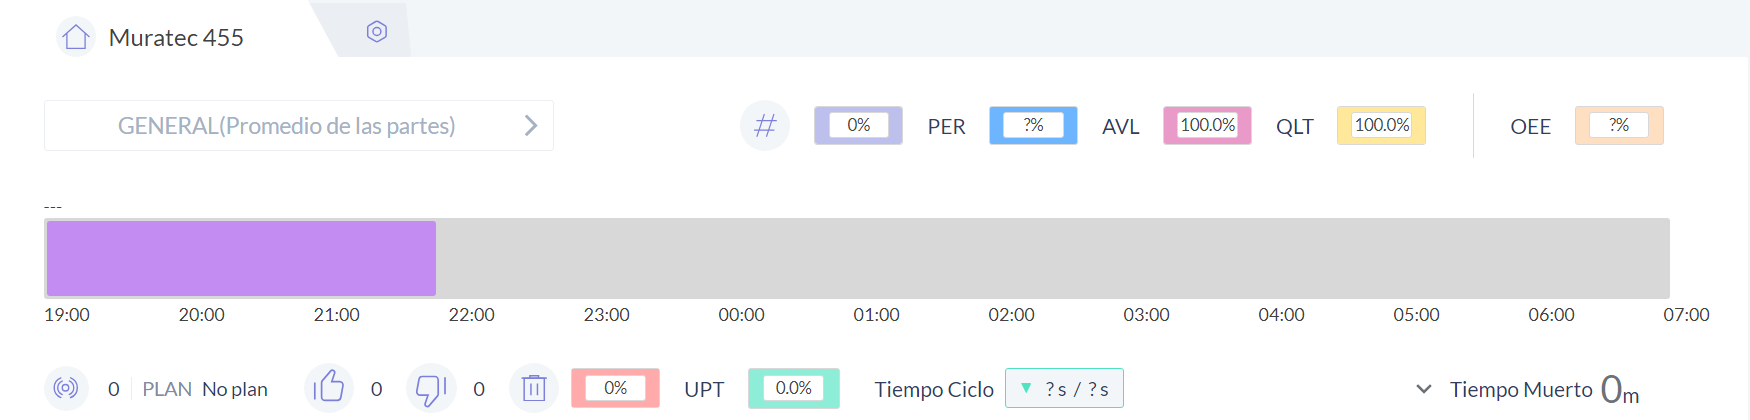 Muratec 455
GENERAL(Promedio de las partes)
# 0% PER ?% AVL 100.0% QLT 100.0% OEE ?%
---
19:00 20:00 21:00 22:00 23:00 00:00 01:00 02:00 03:00 04:00 05:00 06:00 07:00
0 PLAN No plan 0 0 0% UPT 0.0% Tiempo Ciclo ▼ ?s / ?s Tiempo Muerto 0m